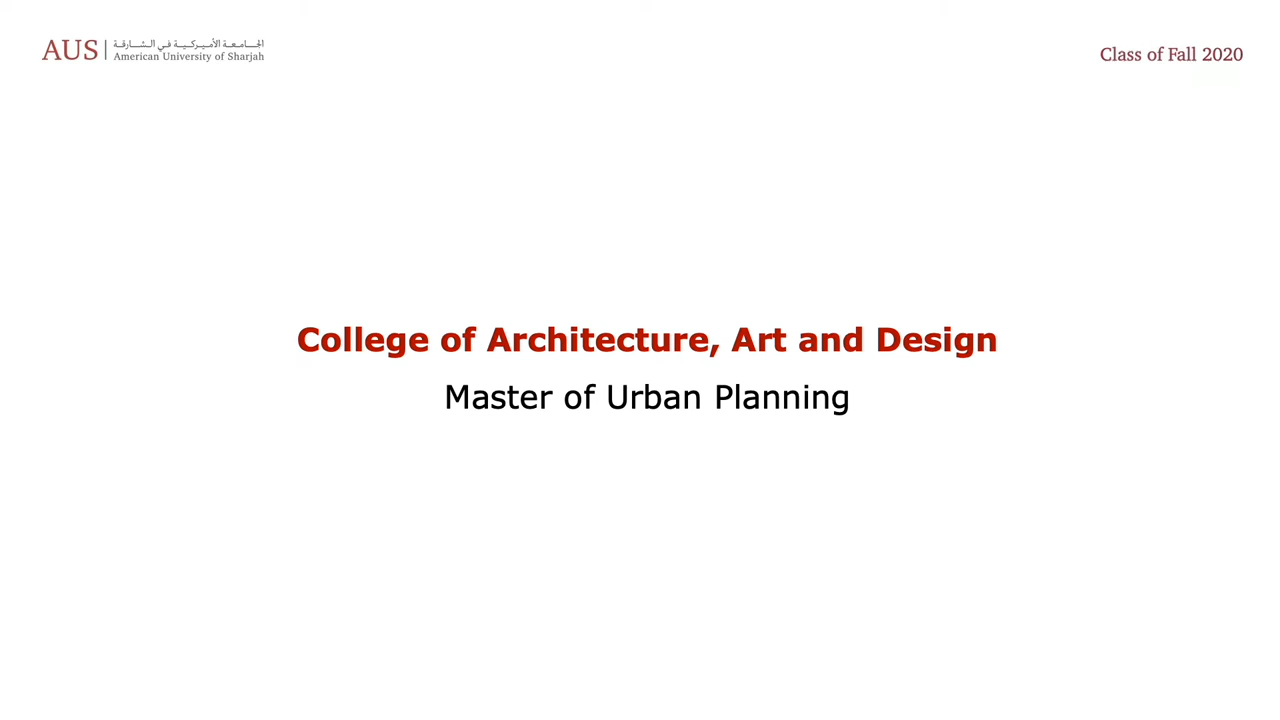 AUS
الجامعة الأميركية في الشارقة
American University of Sharjah
Class of Fall 2020
College of Architecture, Art and Design
Master of Urban Planning